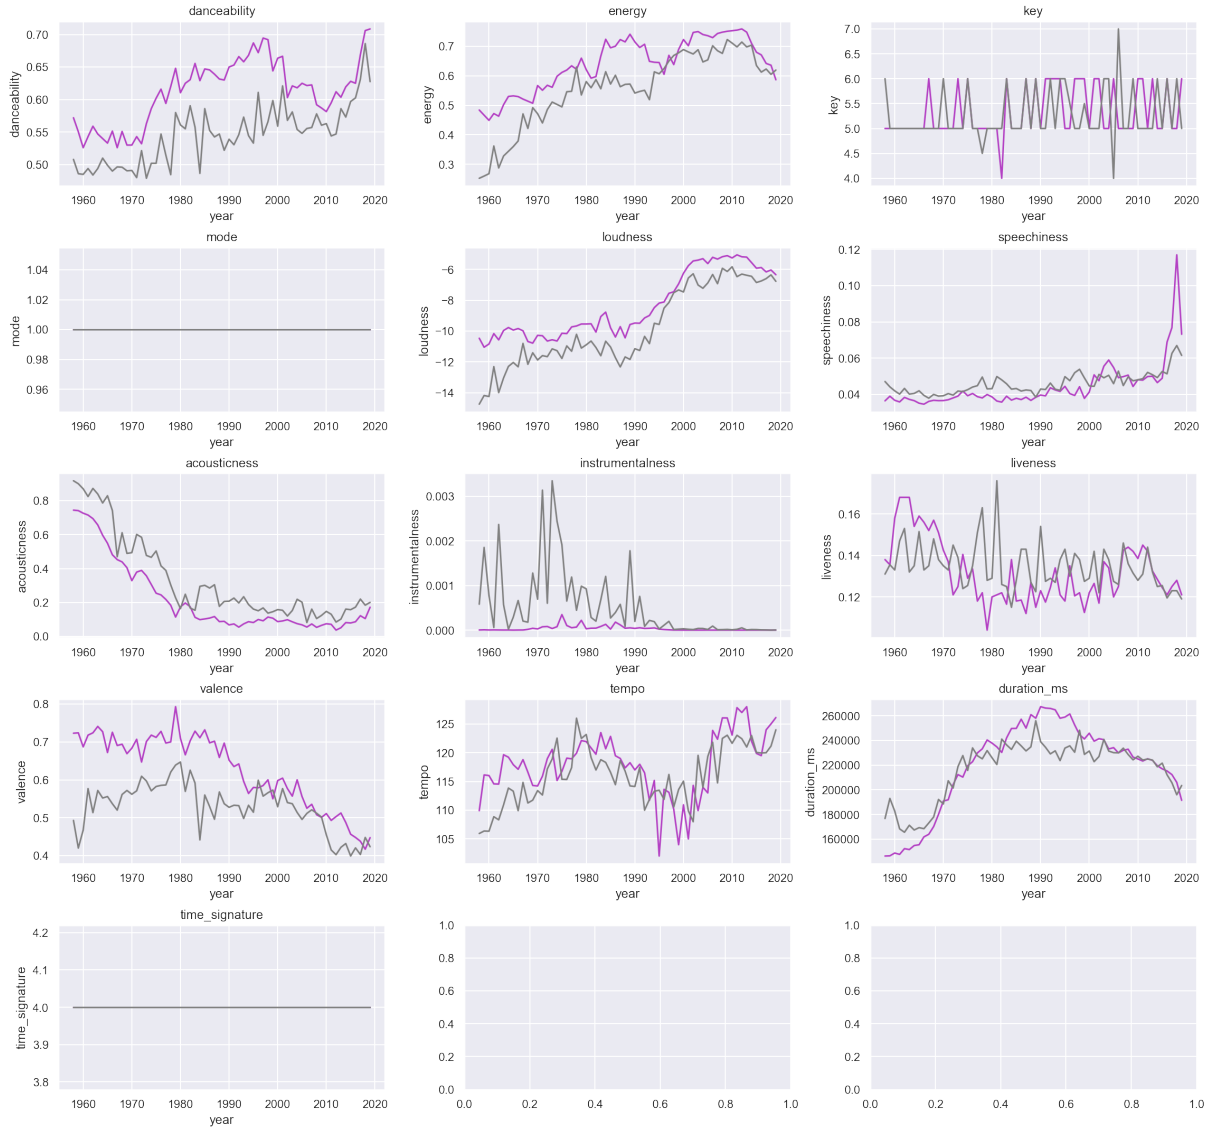 danceability
0.70
0.65
0.60
0.55
0.50
danceability
1960 1970 1980 1990 2000 2010 2020
year
energy
0.7
0.6
0.5
0.4
0.3
energy
1960 1970 1980 1990 2000 2010 2020
year
key
7.0
6.5
6.0
5.5
5.0
4.5
4.0
key
1960 1970 1980 1990 2000 2010 2020
year
mode
1.04
1.02
1.00
0.98
0.96
mode
1960 1970 1980 1990 2000 2010 2020
year
loudness
−6
−8
−10
−12
−14
loudness
1960 1970 1980 1990 2000 2010 2020
year
speechiness
0.12
0.10
0.08
0.06
0.04
speechiness
1960 1970 1980 1990 2000 2010 2020
year
acousticness
0.8
0.6
0.4
0.2
0.0
acousticness
1960 1970 1980 1990 2000 2010 2020
year
instrumentalness
0.003
0.002
0.001
0.000
instrumentalness
1960 1970 1980 1990 2000 2010 2020
year
liveness
0.16
0.14
0.12
liveness
1960 1970 1980 1990 2000 2010 2020
year
valence
0.8
0.7
0.6
0.5
0.4
valence
1960 1970 1980 1990 2000 2010 2020
year
tempo
125
120
115
110
105
tempo
1960 1970 1980 1990 2000 2010 2020
year
duration_ms
260000
240000
220000
200000
180000
160000
duration_ms
1960 1970 1980 1990 2000 2010 2020
year
time_signature
4.2
4.1
4.0
3.9
3.8
time_signature
1960 1970 1980 1990 2000 2010 2020
year
1.0
0.8
0.6
0.4
0.2
0.0
0.0 0.2 0.4 0.6 0.8 1.0
1.0
0.8
0.6
0.4
0.2
0.0
0.0 0.2 0.4 0.6 0.8 1.0